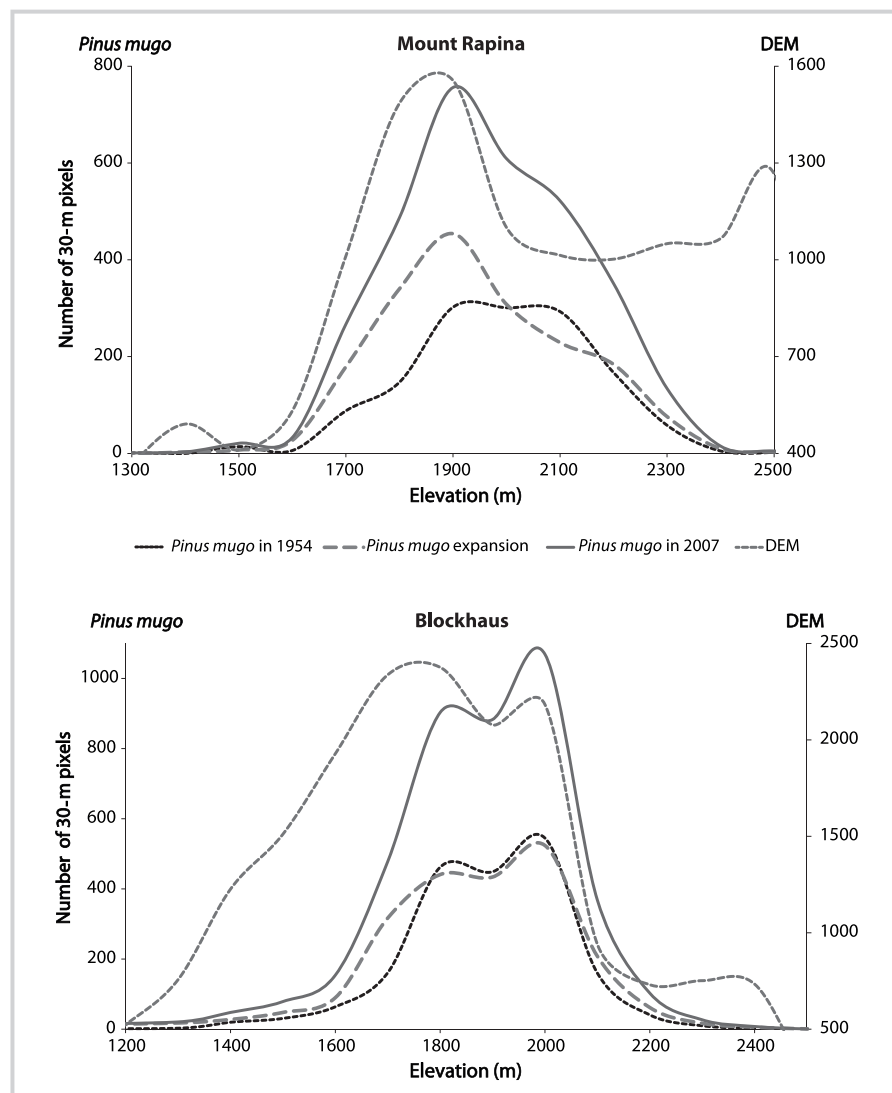 Pinus mugo
Mount Rapina
DEM
800
600
400
200
0
Number of 30-m pixels
1600
1300
1000
700
400
1300 1500 1700 1900 2100 2300 2500
Elevation (m)
Pinus mugo in 1954 Pinus mugo expansion Pinus mugo in 2007 DEM
Pinus mugo
Blockhaus
DEM
1000
800
600
400
200
0
Number of 30-m pixels
2500
2000
1500
1000
500
1200 1400 1600 1800 2000 2200 2400
Elevation (m)